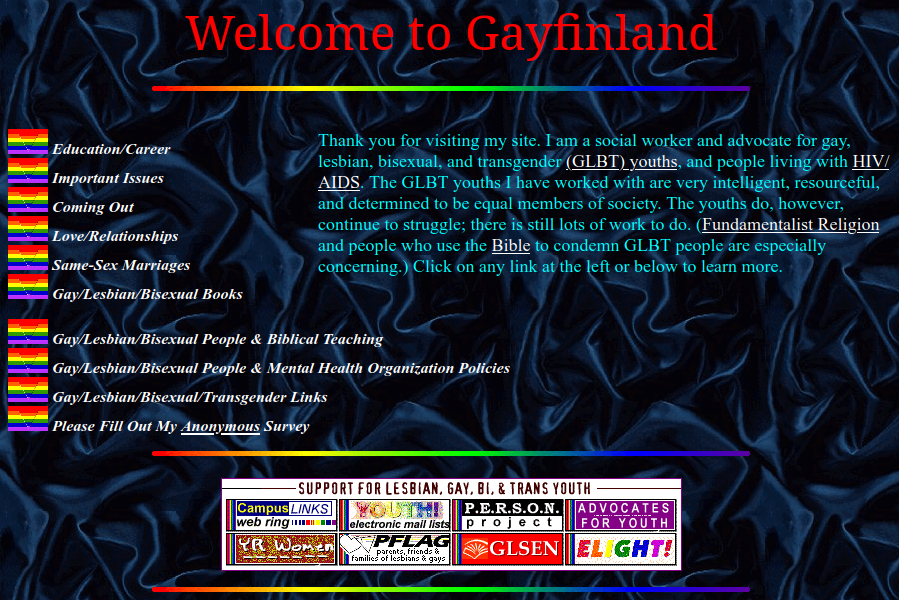 Welcome to Gayfinland
Education/Career
Important Issues
Coming Out
Love/Relationships
Same-Sex Marriages
Gay/Lesbian/Bisexual Books
Thank you for visiting my site. I am a social worker and advocate for gay,
lesbian, bisexual, and transgender (GLBT) youths, and people living with HIV/
AIDS. The GLBT youths I have worked with are very intelligent, resourceful,
and determined to be equal members of society. The youths do, however,
continue to struggle; there is still lots of work to do. (Fundamentalist Religion
and people who use the Bible to condemn GLBT people are especially
concerning.) Click on any link at the left or below to learn more.
Gay/Lesbian/Bisexual People & Biblical Teaching
Gay/Lesbian/Bisexual People & Mental Health Organization Policies
Gay/Lesbian/Bisexual/Transgender Links
Please Fill Out My Anonymous Survey
SUPPORT FOR LESBIAN, GAY, BI, & TRANS YOUTH
Campus LINKS
web ring
YOUTH!
electronic mail lists
P.E.R.S.O.N.
project
ADVOCATES
FOR YOUTH
YR Women
PFLAG
parents, friends &
families of lesbians & gays
GLSEN
ELIGHT!